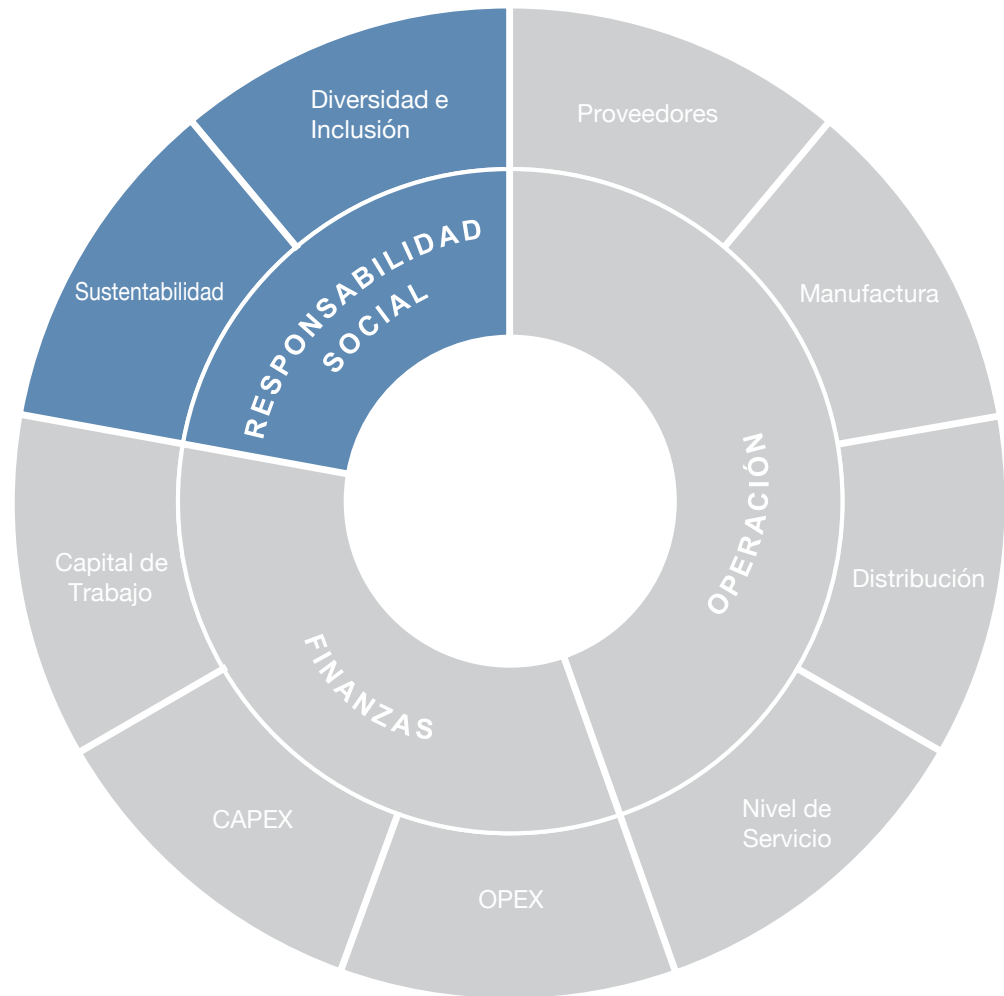 Diversidad e
Inclusión
Proveedores
Sustentabilidad
Manufactura
RESPONSABILIDAD
SOCIAL
OPERACIÓN
Capital de
Trabajo
Distribución
FINANZAS
CAPEX
Nivel de
Servicio
OPEX